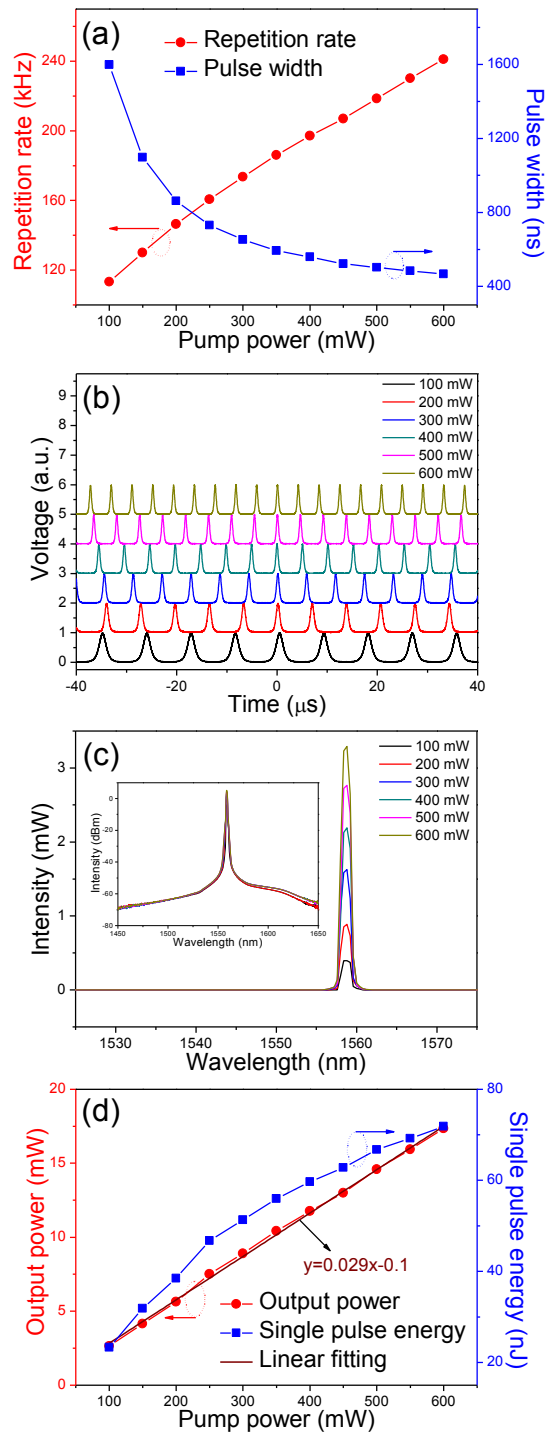 (a)
Repetition rate
Pulse width
Repetition rate (kHz)
240
200
160
120
1600
1200
800
400
Pulse width (ns)
100 200 300 400 500 600
Pump power (mW)
(b)
100 mW
200 mW
300 mW
400 mW
500 mW
600 mW
Voltage (a.u.)
9
8
7
6
5
4
3
2
1
0
-40 -20 0 20 40
Time (μs)
(c)
100 mW
200 mW
300 mW
400 mW
500 mW
600 mW
Intensity (mW)
3
2
1
0
Intensity (dBm)
0
-20
-40
-60
-80
1450 1500 1550 1600 1650
Wavelength (nm)
1530 1540 1550 1560 1570
Wavelength (nm)
(d)
Output power (mW)
20
15
10
5
0
80
60
40
20
Single pulse energy (nJ)
y=0.029x-0.1
Output power
Single pulse energy
Linear fitting
100 200 300 400 500 600
Pump power (mW)